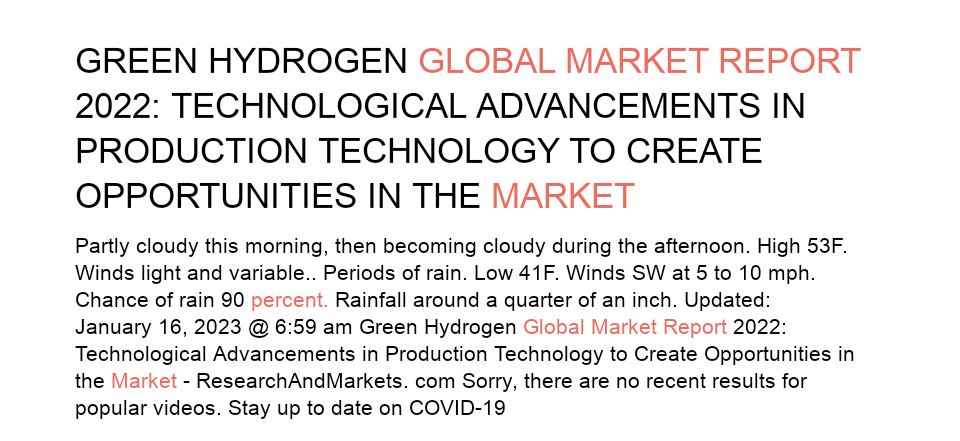 GREEN HYDROGEN GLOBAL MARKET REPORT
2022: TECHNOLOGICAL ADVANCEMENTS IN
PRODUCTION TECHNOLOGY TO CREATE
OPPORTUNITIES IN THE MARKET
Partly cloudy this morning, then becoming cloudy during the afternoon. High 53F.
Winds light and variable.. Periods of rain. Low 41F. Winds SW at 5 to 10 mph.
Chance of rain 90 percent. Rainfall around a quarter of an inch. Updated:
January 16, 2023 @ 6:59 am Green Hydrogen Global Market Report 2022:
Technological Advancements in Production Technology to Create Opportunities in
the Market - ResearchAndMarkets. com Sorry, there are no recent results for
popular videos. Stay up to date on COVID-19